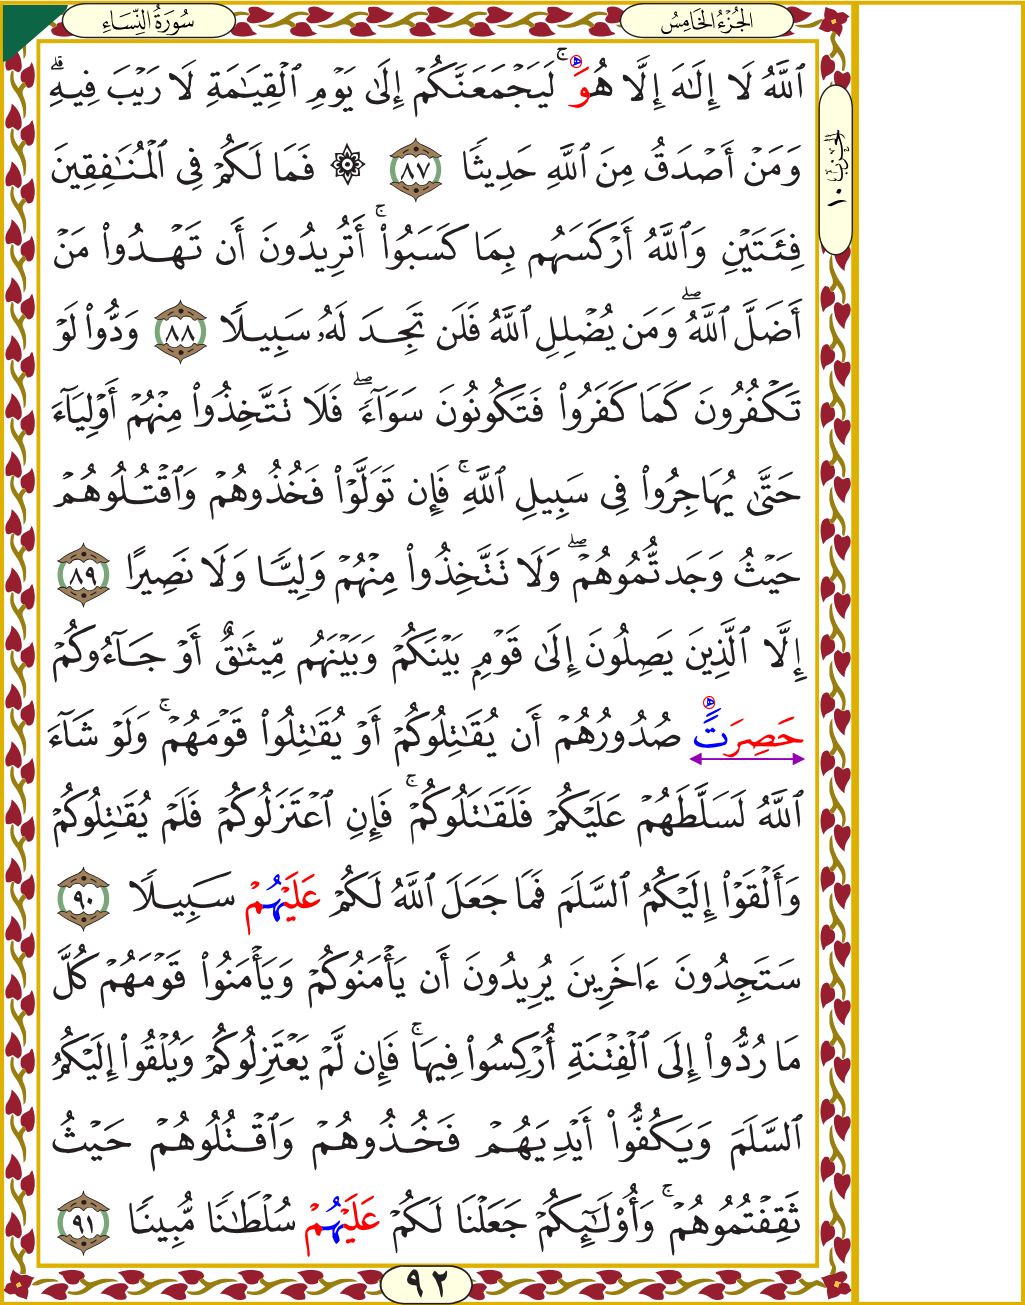 سُورَةُ النِّسَاءِ
الجُزْءُ الخَامِسُ
ٱللَّهُ لَآ إِلَٰهَ إِلَّا هُوَ ۚ لَيَجْمَعَنَّكُمْ إِلَىٰ يَوْمِ ٱلْقِيَٰمَةِ لَا رَيْبَ فِيهِ ۗ
وَمَنْ أَصْدَقُ مِنَ ٱللَّهِ حَدِيثًا ٨٧ ۞ فَمَا لَكُمْ فِى ٱلْمُنَٰفِقِينَ
فِئَتَيْنِ وَٱللَّهُ أَرْكَسَهُم بِمَا كَسَبُوٓا۟ ۚ أَتُرِيدُونَ أَن تَهْدُوا۟ مَنْ
أَضَلَّ ٱللَّهُ ۖ وَمَن يُضْلِلِ ٱللَّهُ فَلَن تَجِدَ لَهُۥ سَبِيلًا ٨٨ وَدُّوا۟ لَوْ
تَكْفُرُونَ كَمَا كَفَرُوا۟ فَتَكُونُونَ سَوَآءً ۖ فَلَا تَتَّخِذُوا۟ مِنْهُمْ أَوْلِيَآءَ
حَتَّىٰ يُهَاجِرُوا۟ فِى سَبِيلِ ٱللَّهِ ۚ فَإِن تَوَلَّوْا۟ فَخُذُوهُمْ وَٱقْتُلُوهُمْ
حَيْثُ وَجَدتُّمُوهُمْ ۖ وَلَا تَتَّخِذُوا۟ مِنْهُمْ وَلِيًّا وَلَا نَصِيرًا ٨٩
إِلَّا ٱلَّذِينَ يَصِلُونَ إِلَىٰ قَوْمٍۭ بَيْنَكُمْ وَبَيْنَهُم مِّيثَٰقٌ أَوْ جَآءُوكُمْ
حَصِرَتً صُدُورُهُمْ أَن يُقَٰتِلُوكُمْ أَوْ يُقَٰتِلُوا۟ قَوْمَهُمْ ۚ وَلَوْ شَآءَ
ٱللَّهُ لَسَلَّطَهُمْ عَلَيْكُمْ فَلَقَٰتَلُوكُمْ ۚ فَإِنِ ٱعْتَزَلُوكُمْ فَلَمْ يُقَٰتِلُوكُمْ
وَأَلْقَوْا۟ إِلَيْكُمُ ٱلسَّلَمَ فَمَا جَعَلَ ٱللَّهُ لَكُمْ عَلَيْهُمْ سَبِيلًا ٩٠
سَتَجِدُونَ ءَاخَرِينَ يُرِيدُونَ أَن يَأْمَنُوكُمْ وَيَأْمَنُوا۟ قَوْمَهُمْ كُلَّ
مَا رُدُّوٓا۟ إِلَى ٱلْفِتْنَةِ أُرْكِسُوا۟ فِيهَا ۚ فَإِن لَّمْ يَعْتَزِلُوكُمْ وَيُلْقُوٓا۟ إِلَيْكُمُ
ٱلسَّلَمَ وَيَكُفُّوٓا۟ أَيْدِيَهُمْ فَخُذُوهُمْ وَٱقْتُلُوهُمْ حَيْثُ
ثَقِفْتُمُوهُمْ ۚ وَأُو۟لَٰٓئِكُمْ جَعَلْنَا لَكُمْ عَلَيْهُمْ سُلْطَٰنًا مُّبِينًا ٩١
الحِزْبُ ١٠
٩٢